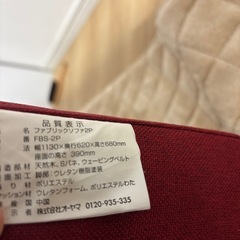 品質表示
ファブリックソファ2P
FBS-2P
幅1130×奥行620×高さ680mm
座面の高さ 390mm
天然木、Sバネ、ウェービングベルト
脚部：ウレタン樹脂塗装
ポリエステル
ウレタンフォーム、ポリエステルわた
中国
株式会社オーヤマ 0120-935-335